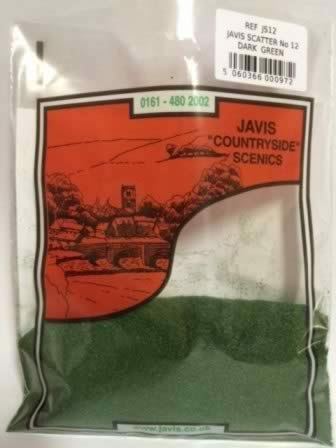 REF JS12
JAVIS SCATTER No 12
DARK GREEN
5 060366 000972
0161 - 480 2002
JAVIS
"COUNTRYSIDE"
SCENICS
www.javis.co.uk